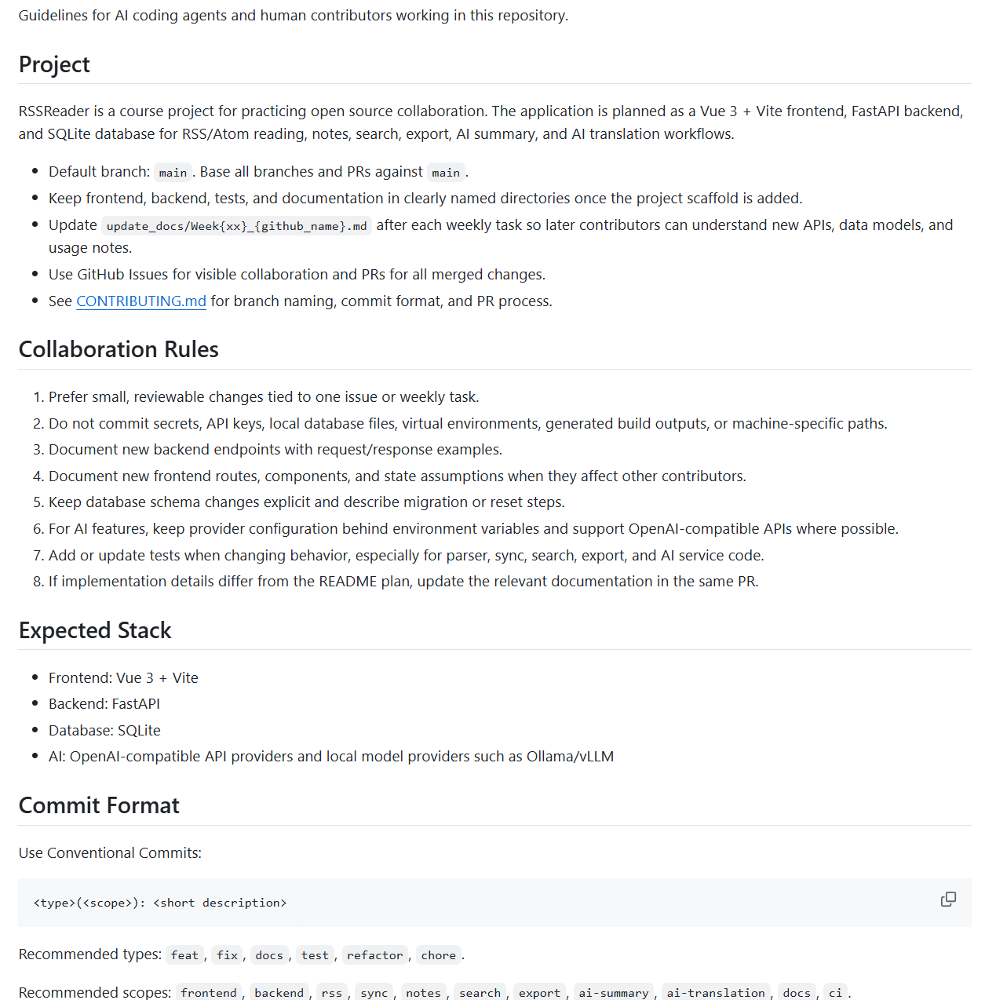 Guidelines for AI coding agents and human contributors working in this repository.
Project
RSSReader is a course project for practicing open source collaboration. The application is planned as a Vue 3 + Vite frontend, FastAPI backend,
and SQLite database for RSS/Atom reading, notes, search, export, AI summary, and AI translation workflows.
• Default branch: main. Base all branches and PRs against main.
• Keep frontend, backend, tests, and documentation in clearly named directories once the project scaffold is added.
• Update update_docs/Week{xx}_{github_name}.md after each weekly task so later contributors can understand new APIs, data models, and
usage notes.
• Use GitHub Issues for visible collaboration and PRs for all merged changes.
• See CONTRIBUTING.md for branch naming, commit format, and PR process.
Collaboration Rules
1. Prefer small, reviewable changes tied to one issue or weekly task.
2. Do not commit secrets, API keys, local database files, virtual environments, generated build outputs, or machine-specific paths.
3. Document new backend endpoints with request/response examples.
4. Document new frontend routes, components, and state assumptions when they affect other contributors.
5. Keep database schema changes explicit and describe migration or reset steps.
6. For AI features, keep provider configuration behind environment variables and support OpenAI-compatible APIs where possible.
7. Add or update tests when changing behavior, especially for parser, sync, search, export, and AI service code.
8. If implementation details differ from the README plan, update the relevant documentation in the same PR.
Expected Stack
• Frontend: Vue 3 + Vite
• Backend: FastAPI
• Database: SQLite
• AI: OpenAI-compatible API providers and local model providers such as Ollama/vLLM
Commit Format
Use Conventional Commits:
<type>(<scope>): <short description>
Recommended types: feat, fix, docs, test, refactor, chore.
Recommended scopes: frontend, backend, rss, sync, notes, search, export, ai-summary, ai-translation, docs, ci.